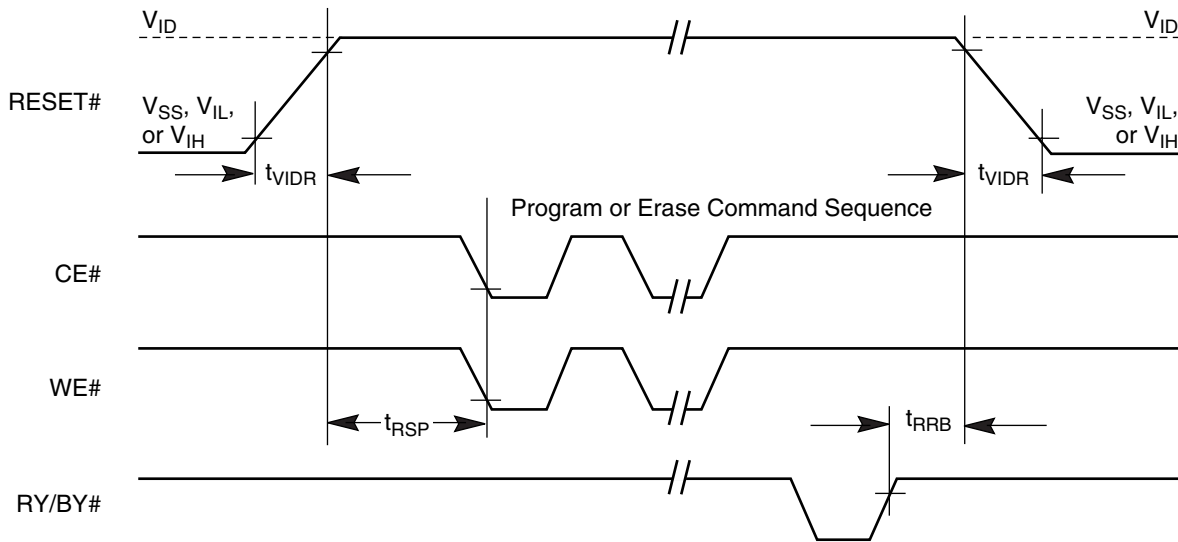 V_ID V_ID
RESET#
V_SS, V_IL,
or V_IH
V_SS, V_IL,
or V_IH
t_VIDR t_VIDR
Program or Erase Command Sequence
CE#
WE#
t_RSP t_RRB
RY/BY#